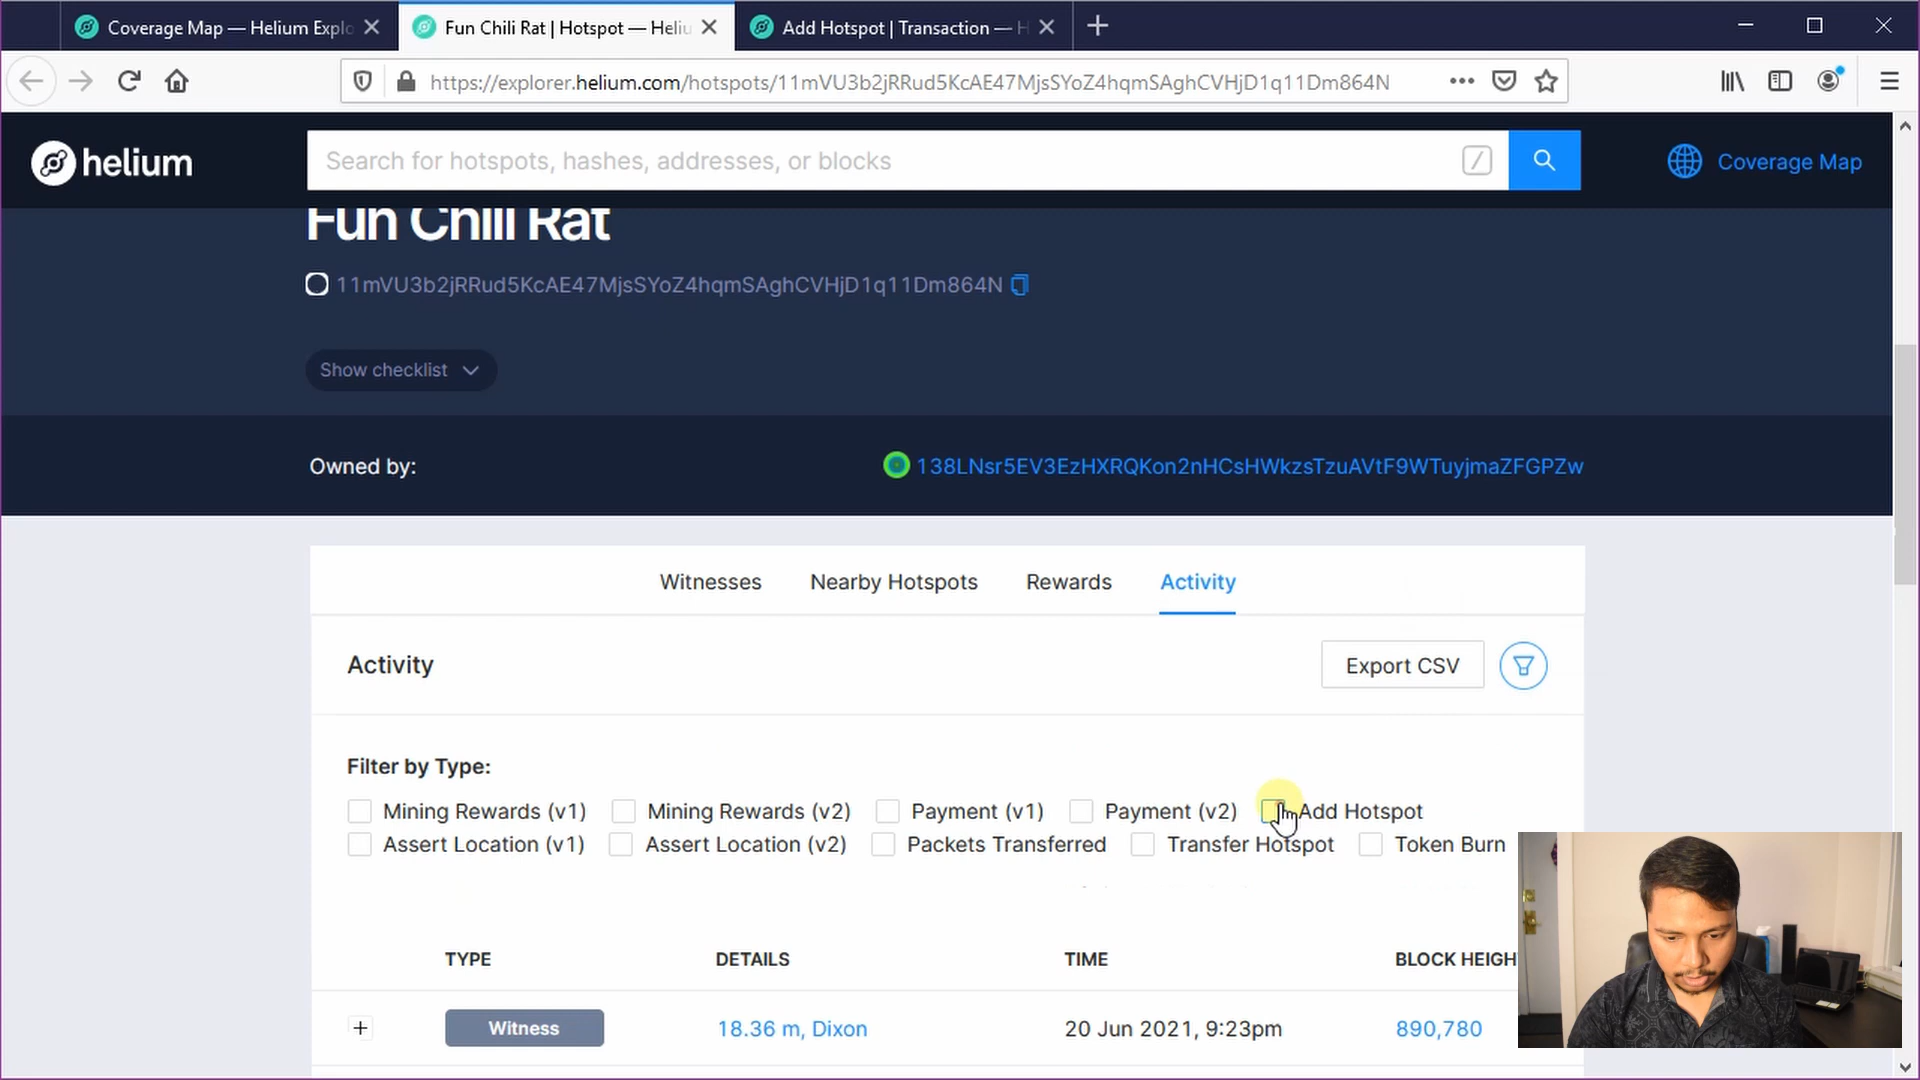 Coverage Map — Helium Explo
Fun Chili Rat | Hotspot — Heliu
Add Hotspot | Transaction — H
https://explorer.helium.com/hotspots/11mVU3b2jRRud5KcAE47MjsSYoZ4hqmSAghCVHjD1q11Dm864N
helium
Search for hotspots, hashes, addresses, or blocks /
Coverage Map
Fun Chili Rat
11mVU3b2jRRud5KcAE47MjsSYoZ4hqmSAghCVHjD1q11Dm864N
Show checklist
Owned by: 138LNsr5EV3EzHXRQKon2nHCsHWkzsTzuAVtF9WTuyjmaZFGPZw
Witnesses Nearby Hotspots Rewards Activity
Activity Export CSV
Filter by Type:
Mining Rewards (v1) Mining Rewards (v2) Payment (v1) Payment (v2) Add Hotspot
Assert Location (v1) Assert Location (v2) Packets Transferred Transfer Hotspot Token Burn
TYPE DETAILS TIME BLOCK HEIGH
+ Witness 18.36 m, Dixon 20 Jun 2021, 9:23pm 890,780